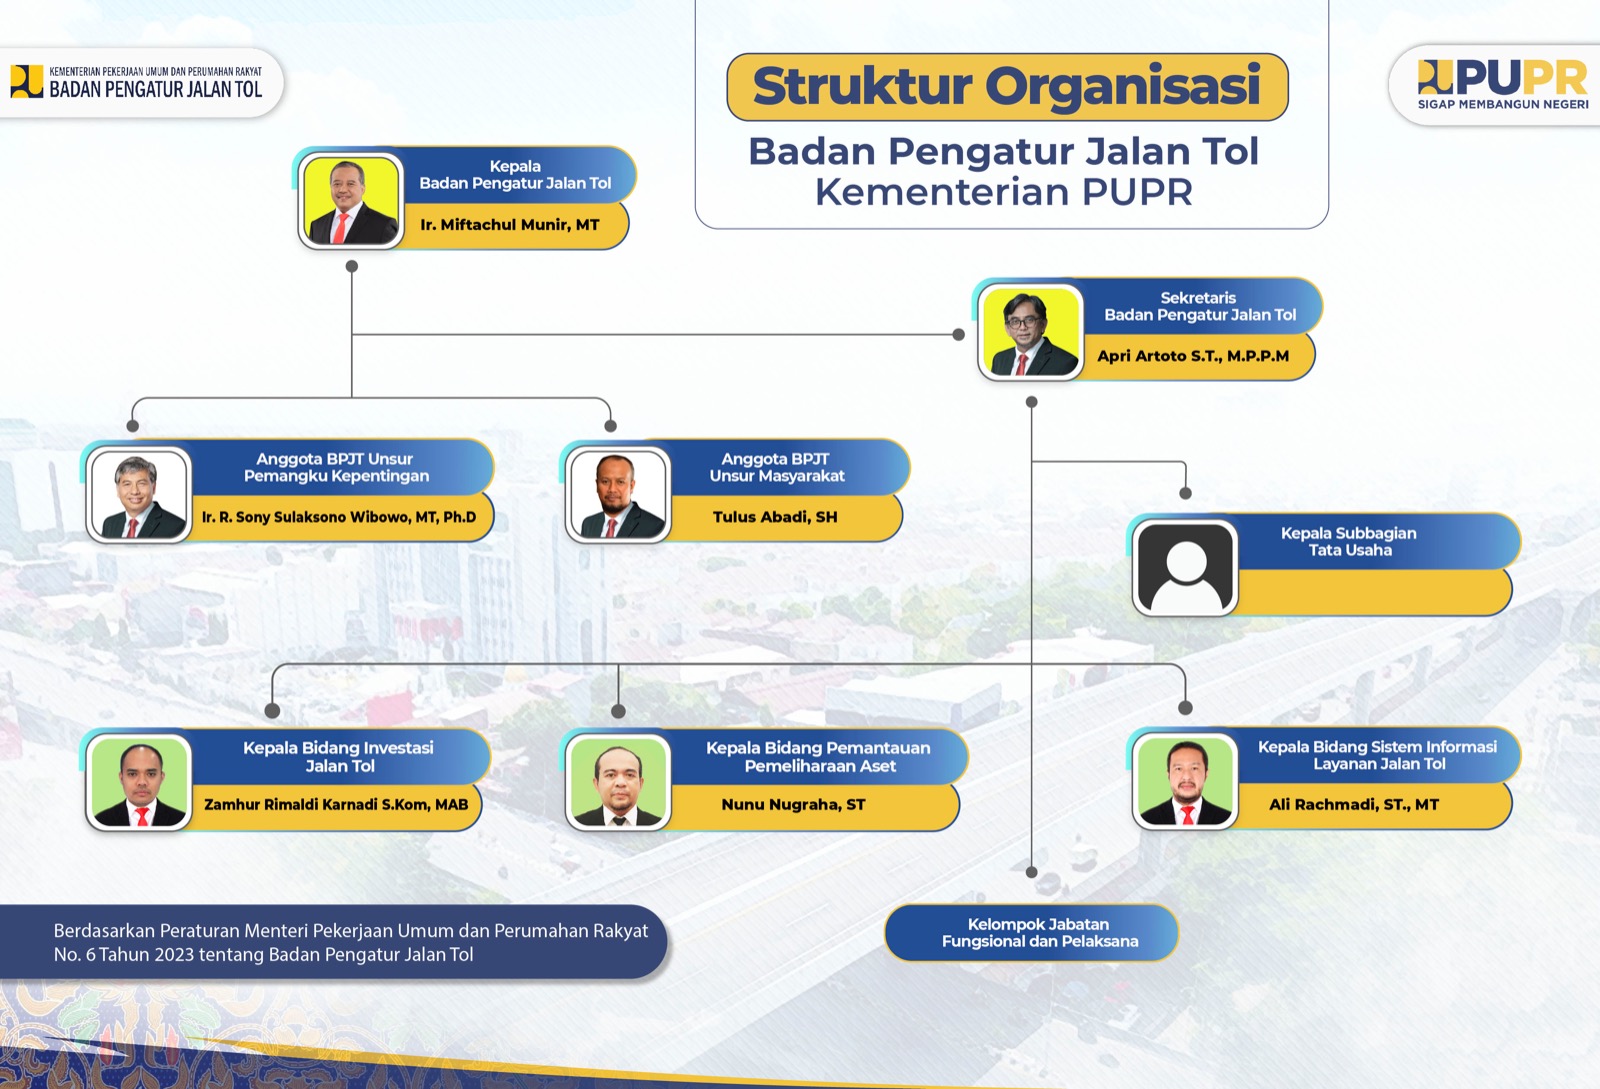 KEMENTERIAN PEKERJAAN UMUM DAN PERUMAHAN RAKYAT
BADAN PENGATUR JALAN TOL
Struktur Organisasi
Badan Pengatur Jalan Tol
Kementerian PUPR
PUPR
SIGAP MEMBANGUN NEGERI
Kepala
Badan Pengatur Jalan Tol
Ir. Miftachul Munir, MT
Sekretaris
Badan Pengatur Jalan Tol
Apri Artoto S.T., M.P.P.M
Anggota BPJT Unsur
Pemangku Kepentingan
Ir. R. Sony Sulaksono Wibowo, MT, Ph.D
Anggota BPJT
Unsur Masyarakat
Tulus Abadi, SH
Kepala Subbagian
Tata Usaha
Kepala Bidang Investasi
Jalan Tol
Zamhur Rimaldi Karnadi S.Kom, MAB
Kepala Bidang Pemantauan
Pemeliharaan Aset
Nunu Nugraha, ST
Kepala Bidang Sistem Informasi
Layanan Jalan Tol
Ali Rachmadi, ST., MT
Kelompok Jabatan
Fungsional dan Pelaksana
Berdasarkan Peraturan Menteri Pekerjaan Umum dan Perumahan Rakyat
No. 6 Tahun 2023 tentang Badan Pengatur Jalan Tol